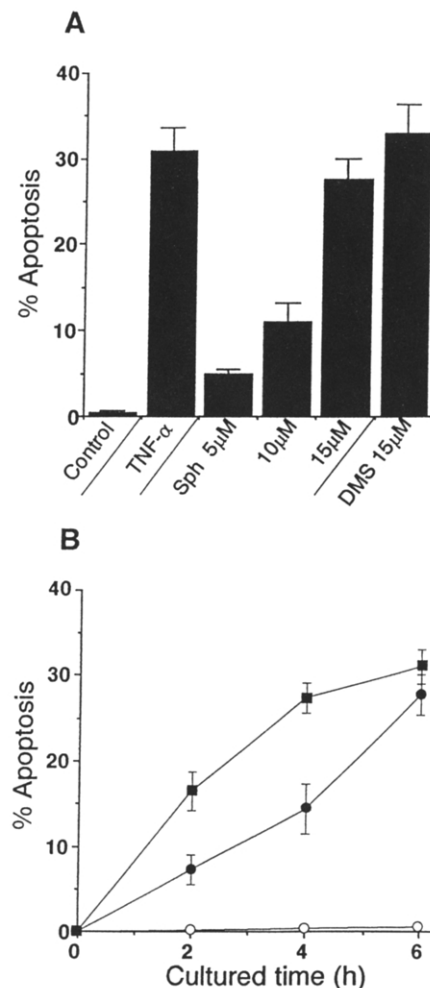 A
% Apoptosis
40
30
20
10
0
Control
TNF-α
Sph 5μM
10μM
15μM
DMS 15μM
B
% Apoptosis
40
30
20
10
0
0 2 4 6
Cultured time (h)